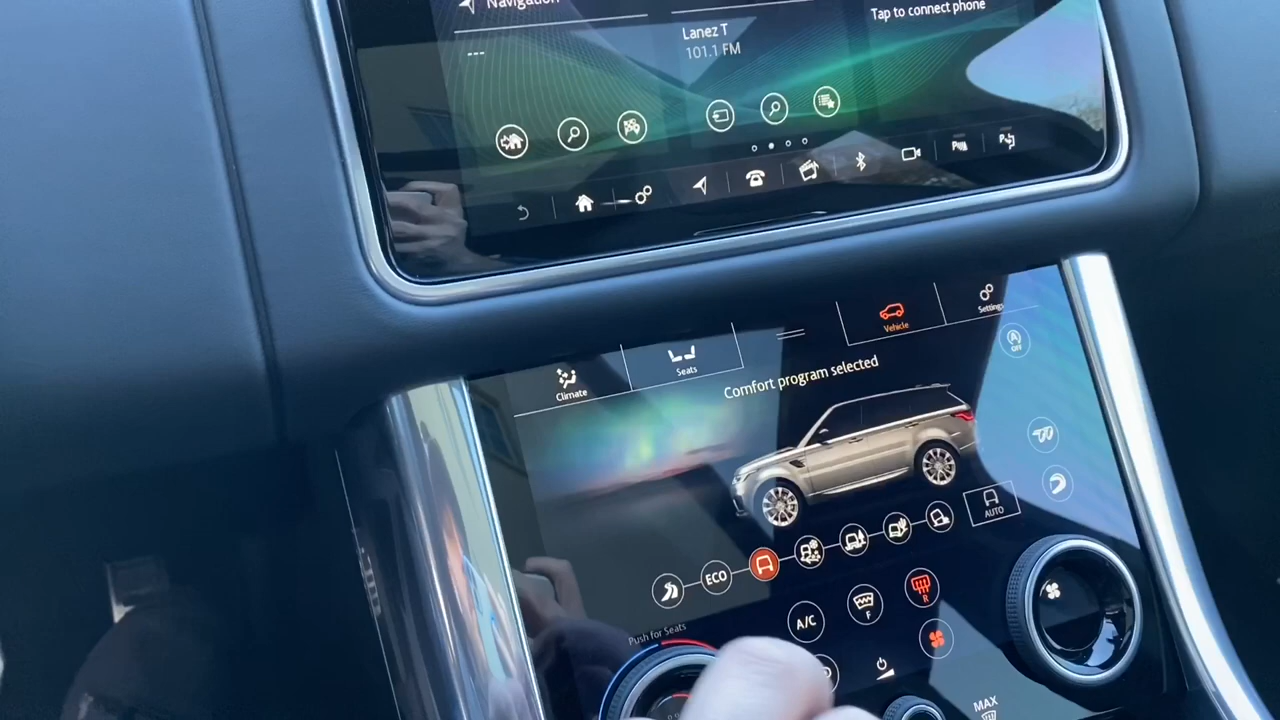 Navigation
Tap to connect phone
Lanez T
---
101.1 FM
Vehicle
Settings
Seats
Climate
OFF
Comfort program selected
AUTO
ECO
A/C
F
R
Push for Seats
MAX